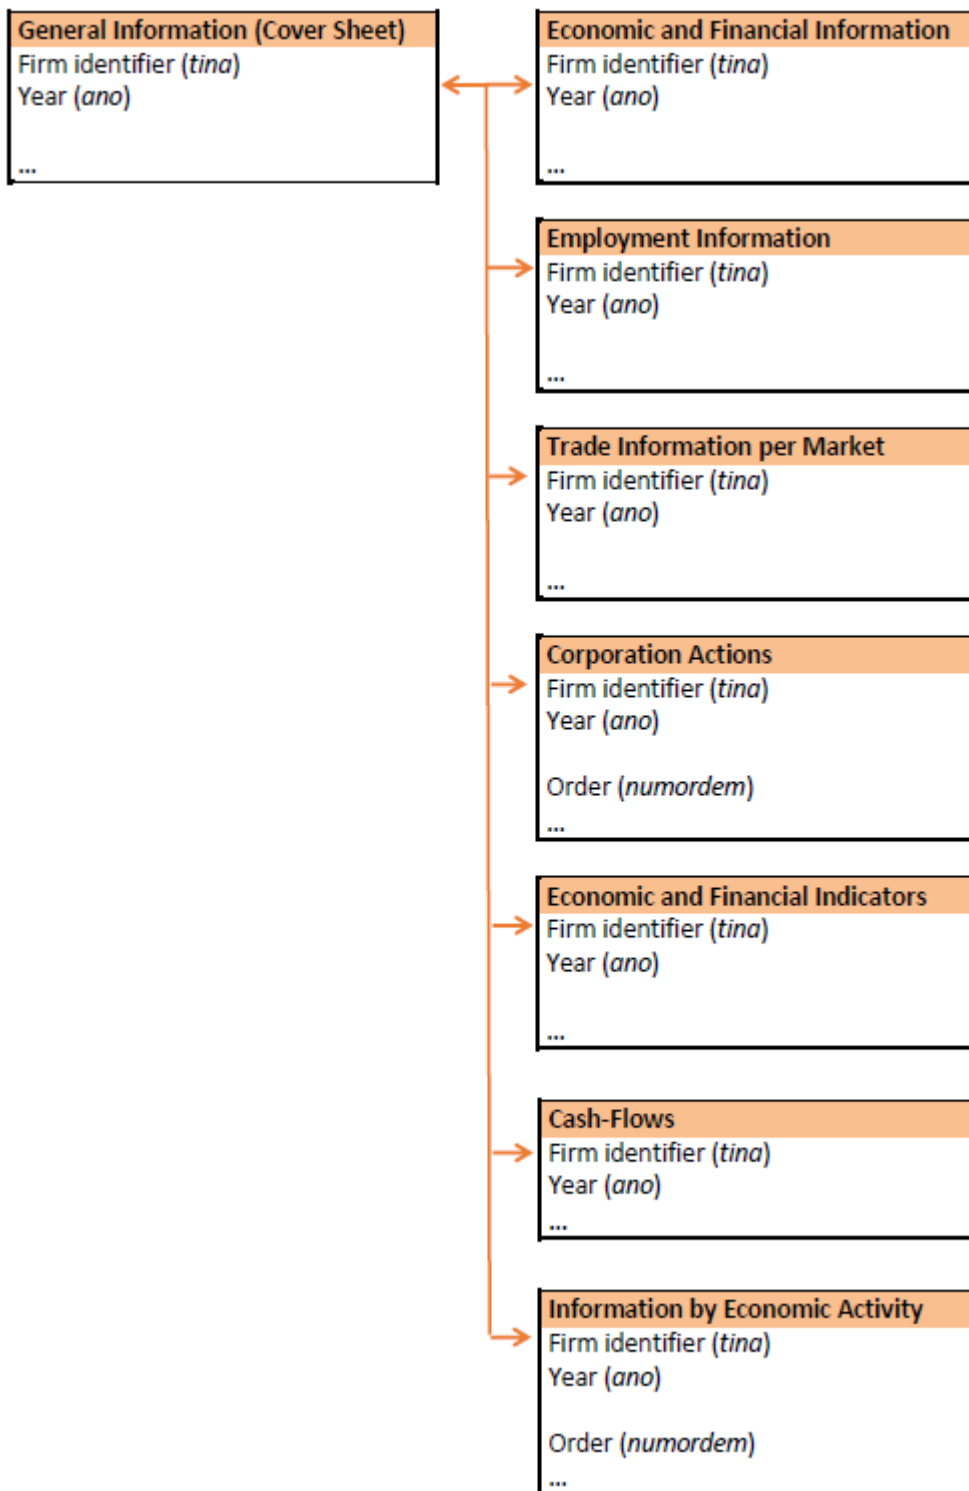 General Information (Cover Sheet)
Firm identifier (tina)
Year (ano)
...
Economic and Financial Information
Firm identifier (tina)
Year (ano)
...
Employment Information
Firm identifier (tina)
Year (ano)
...
Trade Information per Market
Firm identifier (tina)
Year (ano)
...
Corporation Actions
Firm identifier (tina)
Year (ano)
Order (numordem)
...
Economic and Financial Indicators
Firm identifier (tina)
Year (ano)
...
Cash-Flows
Firm identifier (tina)
Year (ano)
...
Information by Economic Activity
Firm identifier (tina)
Year (ano)
Order (numordem)
...